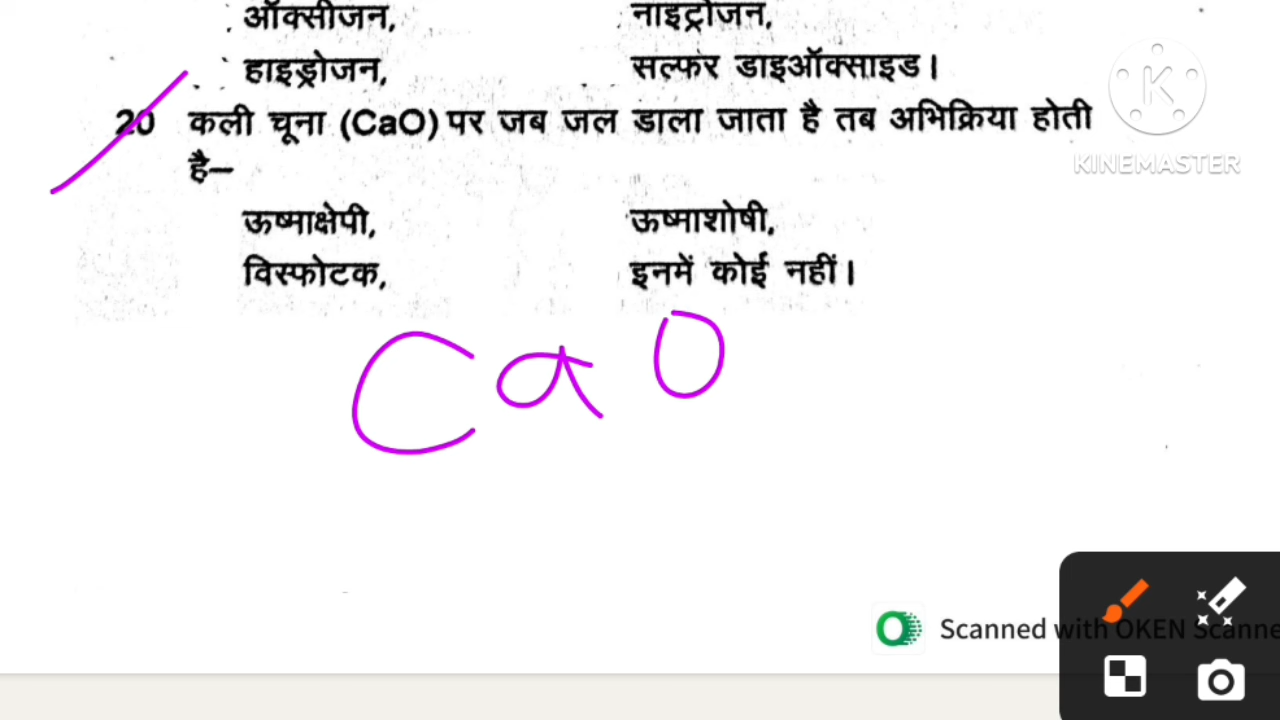 ऑक्सीजन, नाइट्रोजन,
हाइड्रोजन, सल्फर डाइऑक्साइड।
20 कली चूना (CaO) पर जब जल डाला जाता है तब अभिक्रिया होती
है—
ऊष्माक्षेपी, ऊष्माशोषी,
विस्फोटक, इनमें कोई नहीं।
CaO
K
KINEMASTER
Scanned with OKEN Scanne